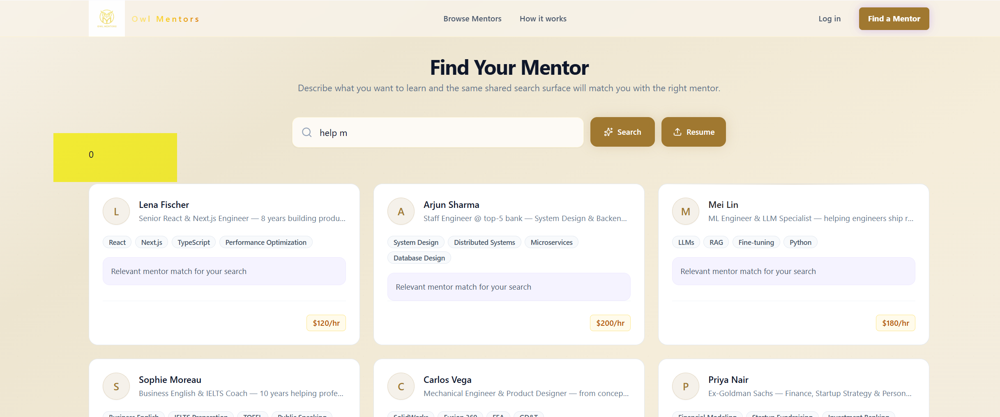 OWL MENTORS
Owl Mentors
Browse Mentors
How it works
Log in
Find a Mentor
Find Your Mentor
Describe what you want to learn and the same shared search surface will match you with the right mentor.
help m
Search
Resume
0
L
Lena Fischer
Senior React & Next.js Engineer — 8 years building produ...
React
Next.js
TypeScript
Performance Optimization
Relevant mentor match for your search
$120/hr
A
Arjun Sharma
Staff Engineer @ top-5 bank — System Design & Backen...
System Design
Distributed Systems
Microservices
Database Design
Relevant mentor match for your search
$200/hr
M
Mei Lin
ML Engineer & LLM Specialist — helping engineers ship r...
LLMs
RAG
Fine-tuning
Python
Relevant mentor match for your search
$180/hr
S
Sophie Moreau
Business English & IELTS Coach — 10 years helping profe...
Business English
IELTS Preparation
TOEFL
Public Speaking
C
Carlos Vega
Mechanical Engineer & Product Designer — from concep...
SolidWorks
Fusion 360
FEA
GD&T
P
Priya Nair
Ex-Goldman Sachs — Finance, Startup Strategy & Person...
Financial Modeling
Startup Fundraising
Investment Banking